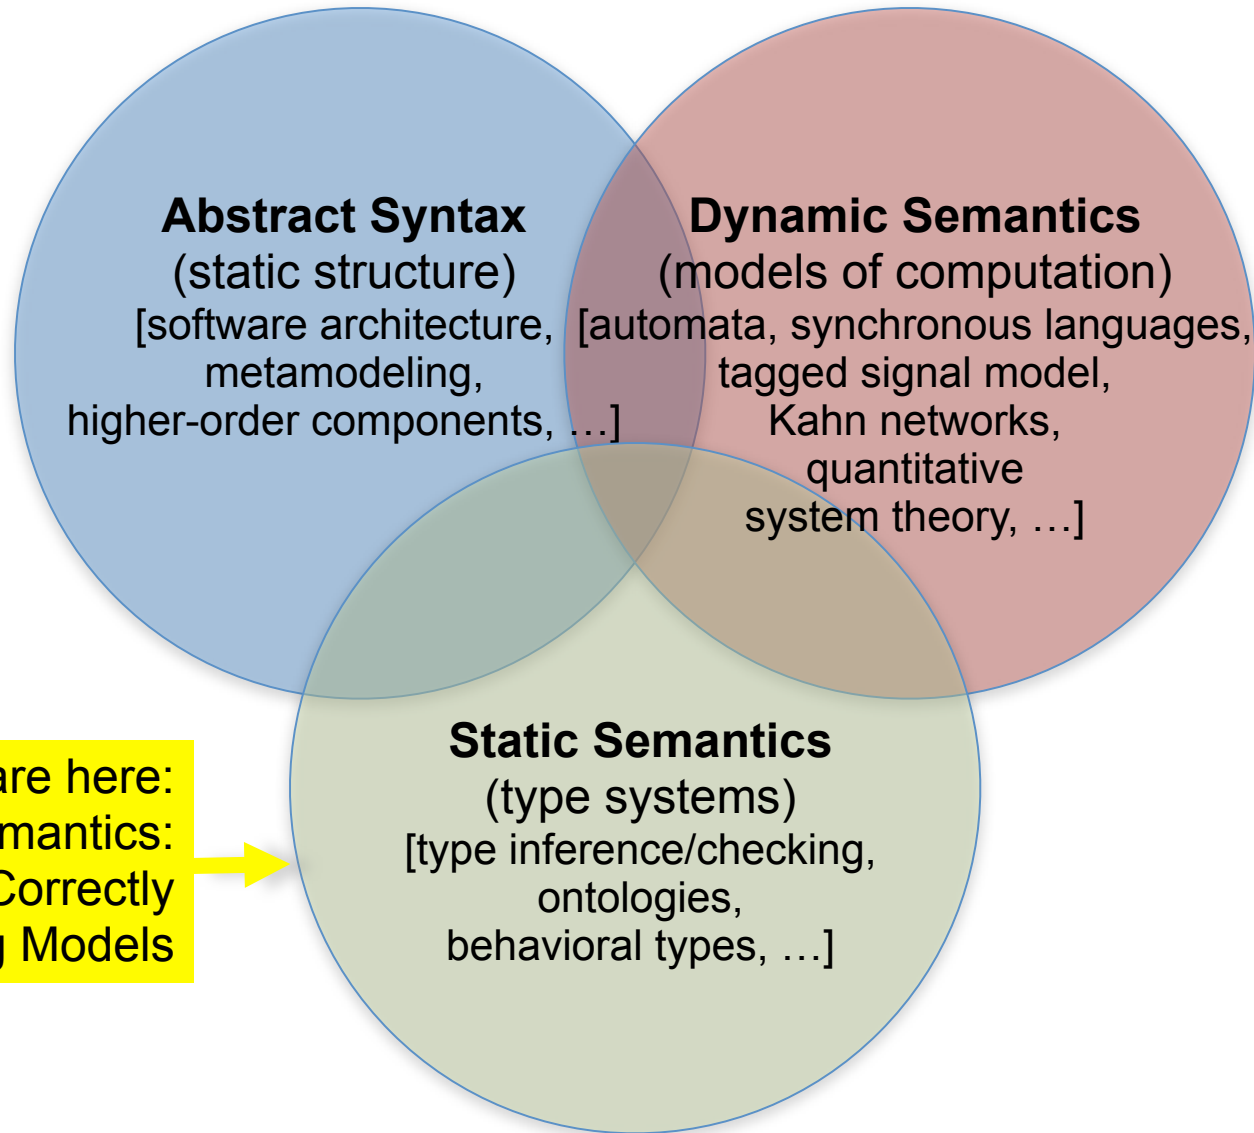 Abstract Syntax
(static structure)
[software architecture,
metamodeling,
higher-order components, …]
Dynamic Semantics
(models of computation)
[automata, synchronous languages,
tagged signal model,
Kahn networks,
quantitative
system theory, …]
Static Semantics
(type systems)
[type inference/checking,
ontologies,
behavioral types, …]
are here:
mantics:
Correctly
g Models